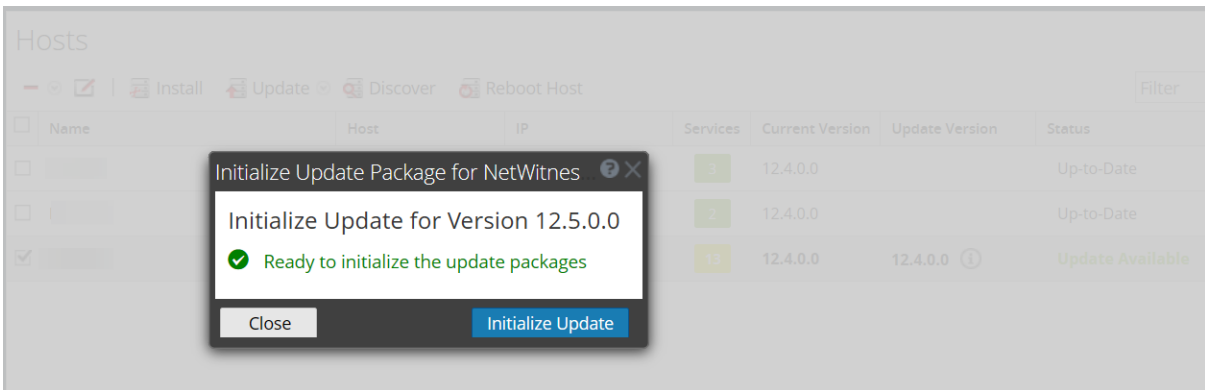 Hosts
Install Update Discover Reboot Host Filter
Name Host IP Services Current Version Update Version Status
3 12.4.0.0 Up-to-Date
Initialize Update Package for NetWitnes...
2 12.4.0.0 Up-to-Date
Initialize Update for Version 12.5.0.0
13 12.4.0.0 12.4.0.0 Update Available
Ready to initialize the update packages
Close Initialize Update